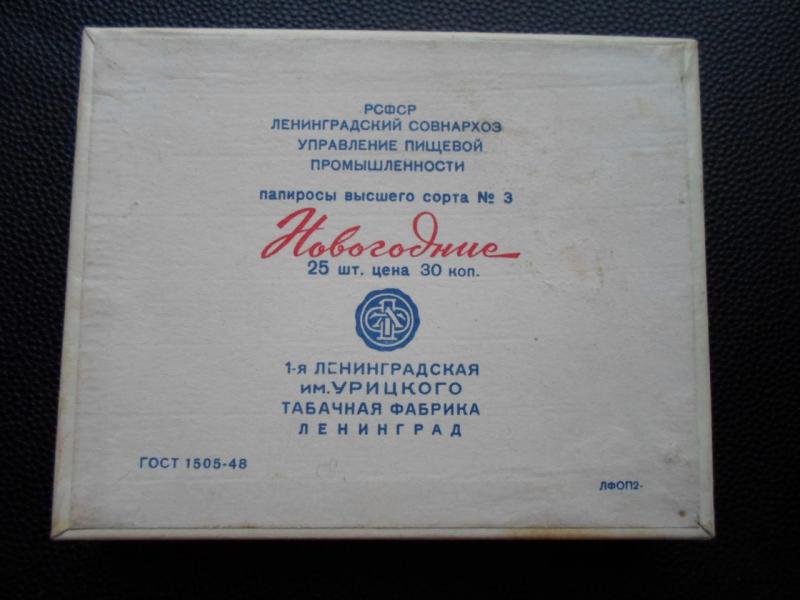 РСФСР
ЛЕНИНГРАДСКИЙ СОВНАРХОЗ
УПРАВЛЕНИЕ ПИЩЕВОЙ
ПРОМЫШЛЕННОСТИ
ПАПИРОСЫ ВЫСШЕГО СОРТА № 3
Новогодние
25 шт. цена 30 коп.
1-я ЛЕНИНГРАДСКАЯ
им. УРИЦКОГО
ТАБАЧНАЯ ФАБРИКА
ЛЕНИНГРАД
ГОСТ 1505-48
ЛФОП2-